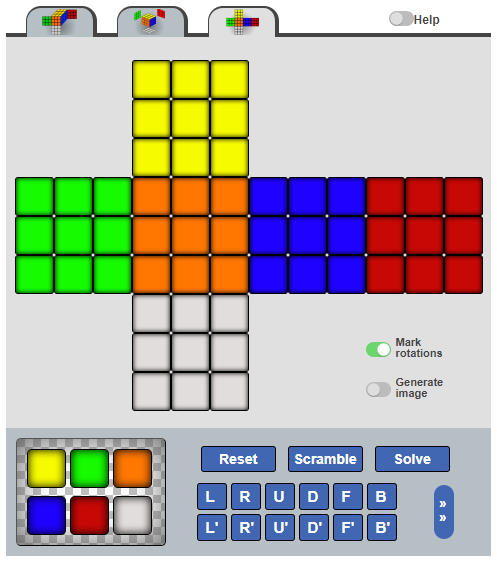 Help
Mark
rotations
Generate
image
Reset Scramble Solve
L R U D F B
L' R' U' D' F' B'
»
»